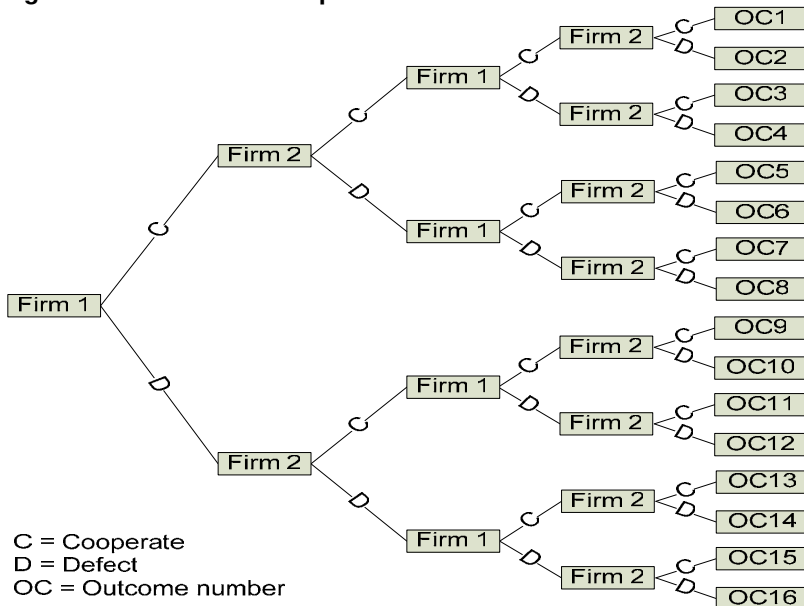 OC1
C
Firm 2
D
C
OC2
Firm 1
OC3
D
C
Firm 2
C
D
OC4
Firm 2
OC5
C
D
Firm 2
D
C
OC6
C
Firm 1
OC7
D
C
Firm 2
D
OC8
Firm 1
OC9
C
Firm 2
D
C
OC10
D
Firm 1
OC11
D
C
Firm 2
C
D
OC12
Firm 2
OC13
C
D
Firm 2
D
C
OC14
Firm 1
C = Cooperate
OC15
D
C
D = Defect
Firm 2
D
OC = Outcome number
OC16